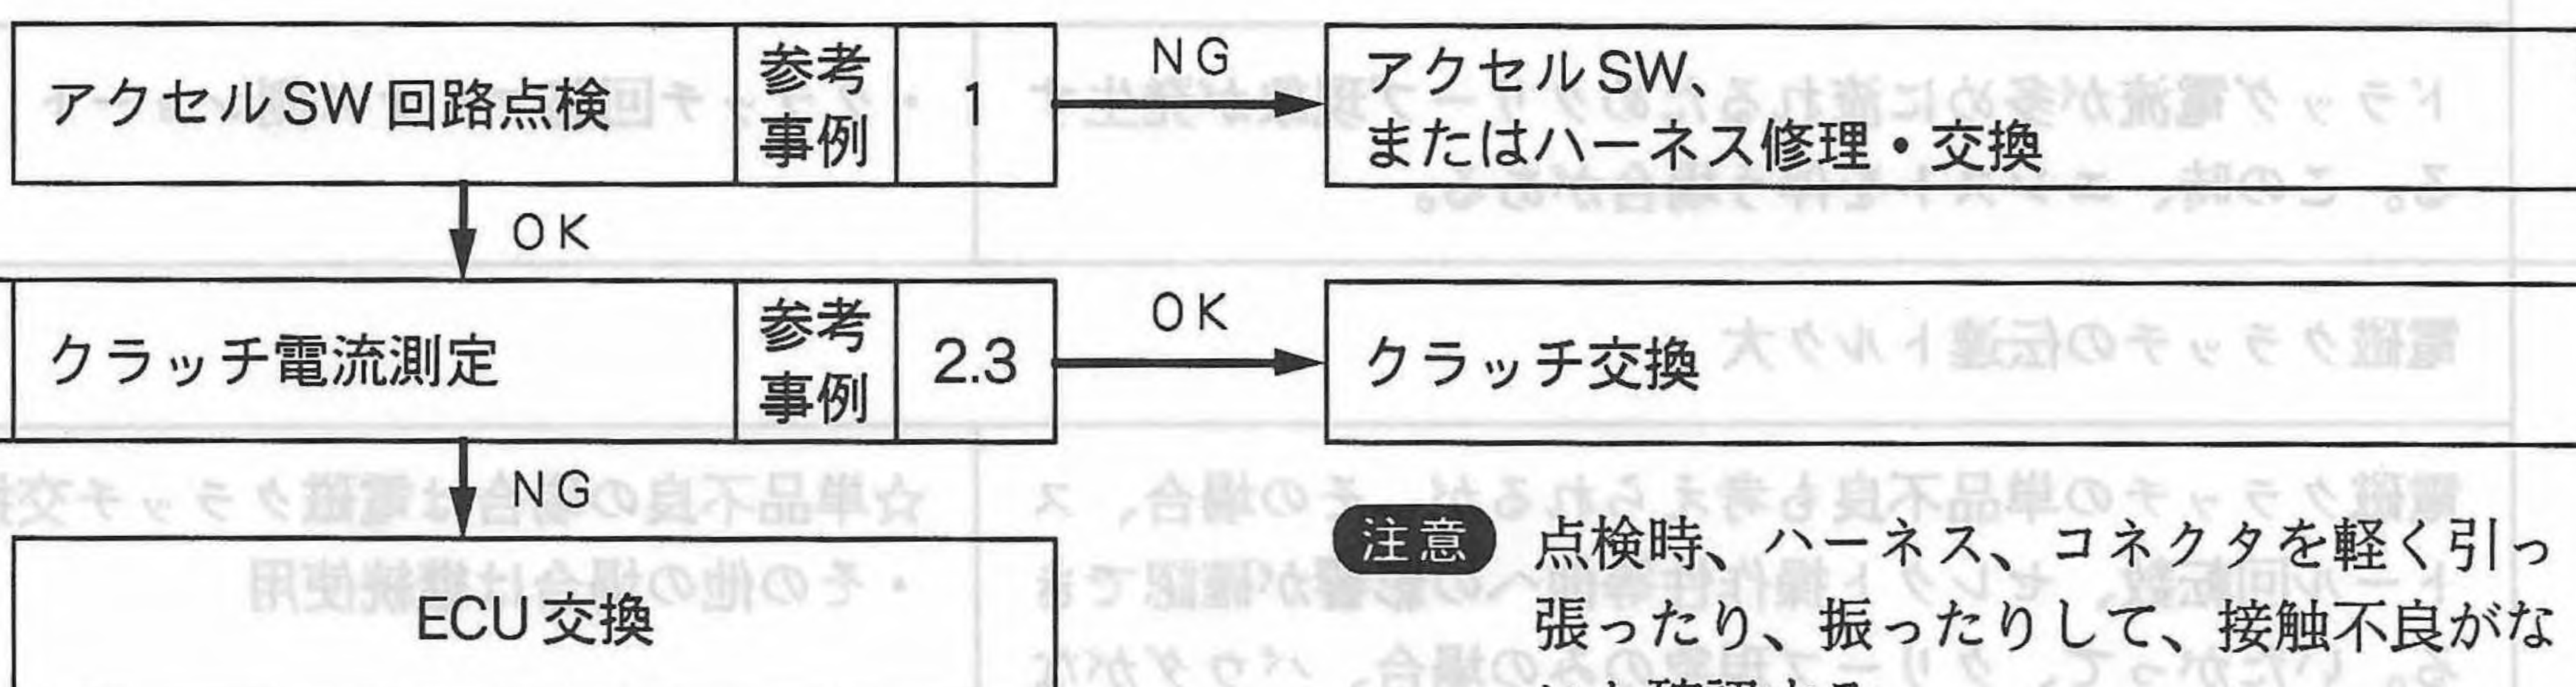 アクセルSW回路点検
参考
事例
1
NG
アクセルSW、
またはハーネス修理・交換
OK
クラッチ電流測定
参考
事例
2.3
OK
クラッチ交換
NG
ECU交換
注意 点検時、ハーネス、コネクタを軽く引っ
張ったり、振ったりして、接触不良がな